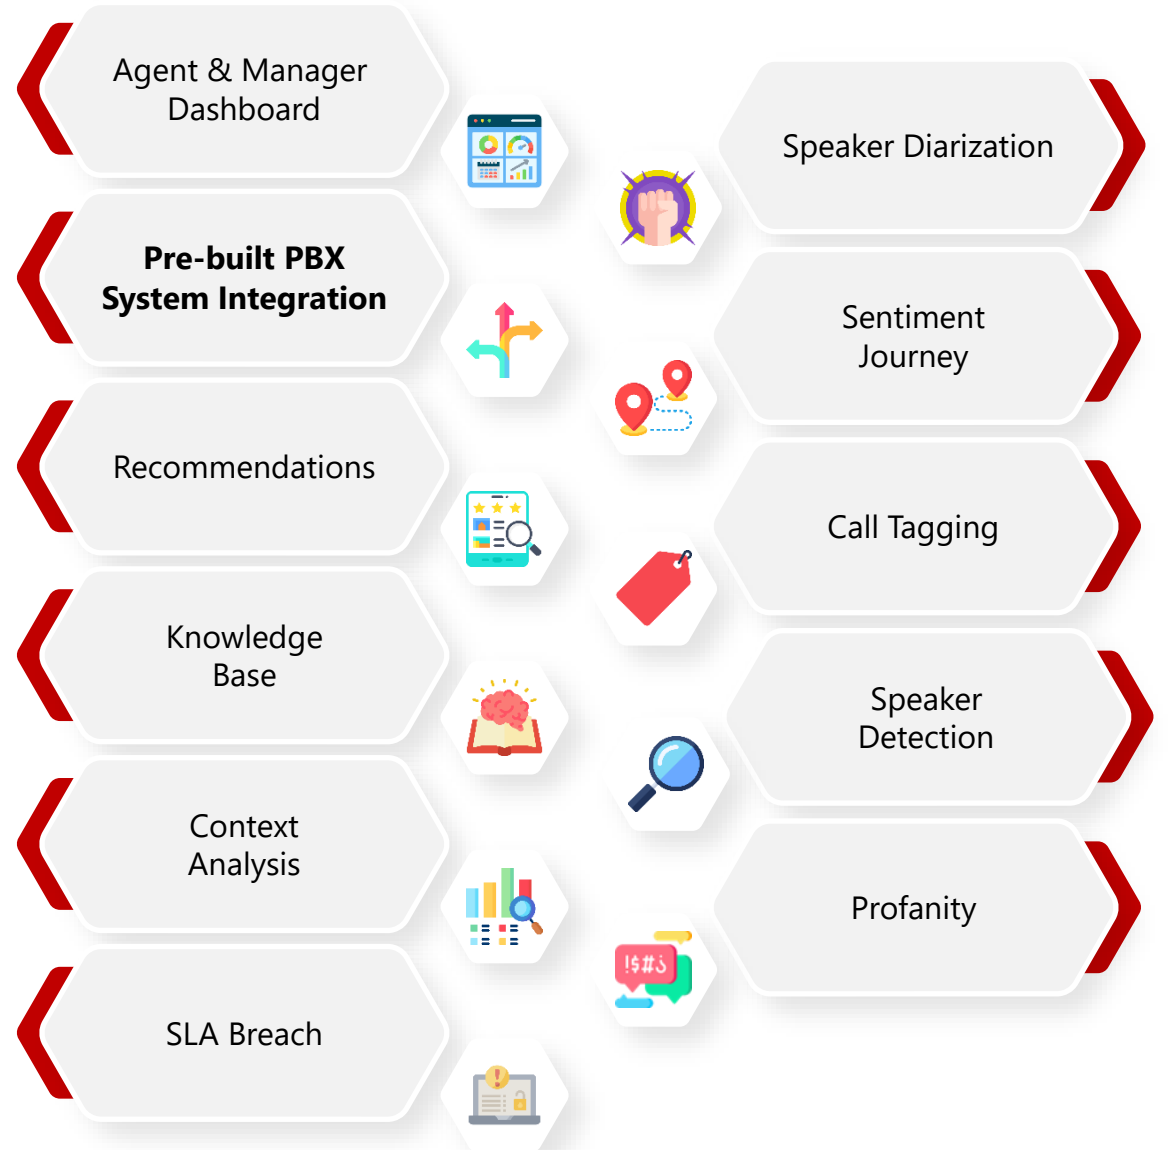 Agent & Manager
Dashboard
Pre-built PBX
System Integration
Recommendations
Knowledge
Base
Context
Analysis
SLA Breach
Speaker Diarization
Sentiment
Journey
Call Tagging
Speaker
Detection
Profanity
!$#¿